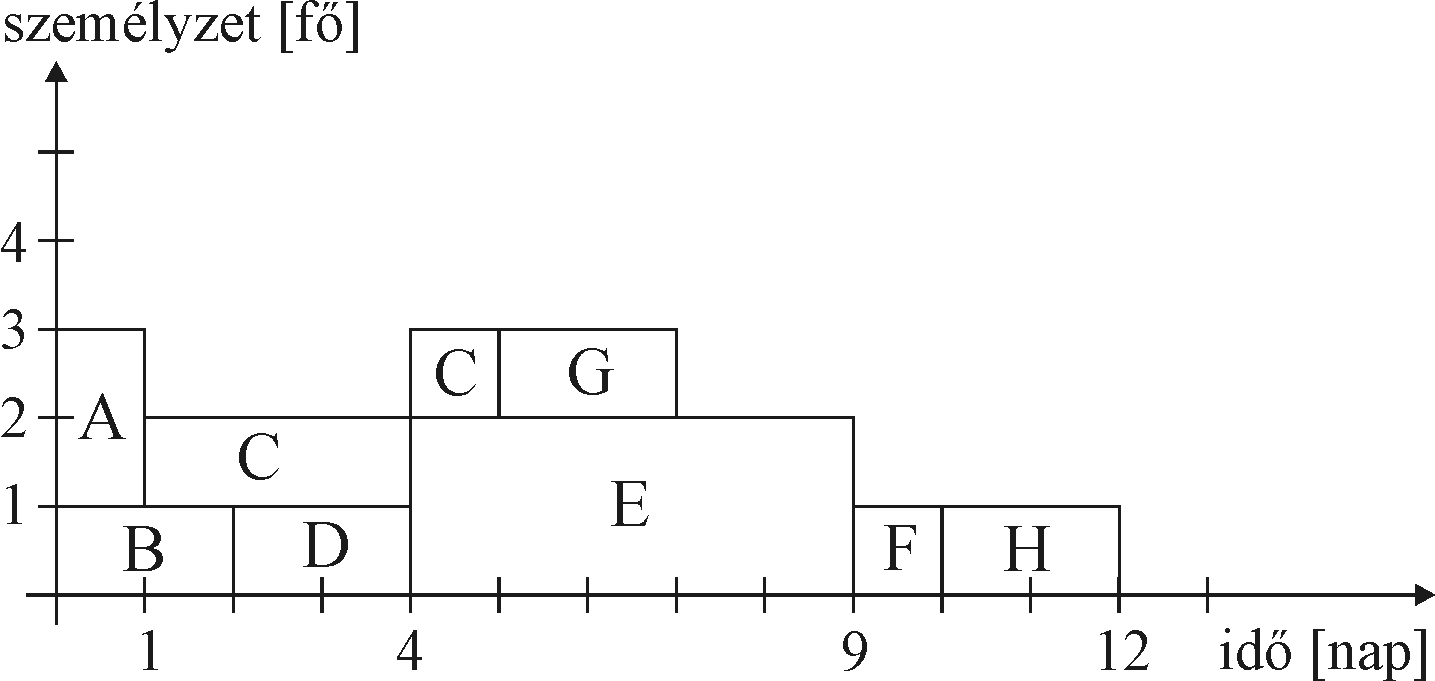 személyzet [fő]
4
3
C G
2 A
C E
1
B D F H
1 4 9 12 idő [nap]